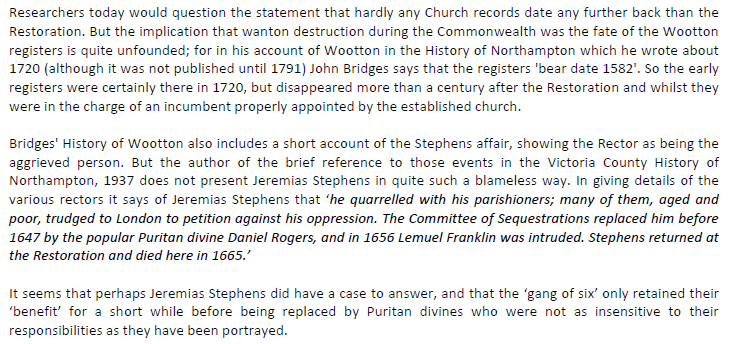 Researchers today would question the statement that hardly any Church records date any further back than the
Restoration. But the implication that wanton destruction during the Commonwealth was the fate of the Wootton
registers is quite unfounded; for in his account of Wootton in the History of Northampton which he wrote about
1720 (although it was not published until 1791) John Bridges says that the registers 'bear date 1582'. So the early
registers were certainly there in 1720, but disappeared more than a century after the Restoration and whilst they
were in the charge of an incumbent properly appointed by the established church.
Bridges' History of Wootton also includes a short account of the Stephens affair, showing the Rector as being the
aggrieved person. But the author of the brief reference to those events in the Victoria County History of
Northampton, 1937 does not present Jeremias Stephens in quite such a blameless way. In giving details of the
various rectors it says of Jeremias Stephens that ‘he quarrelled with his parishioners; many of them, aged and
poor, trudged to London to petition against his oppression. The Committee of Sequestrations replaced him before
1647 by the popular Puritan divine Daniel Rogers, and in 1656 Lemuel Franklin was intruded. Stephens returned at
the Restoration and died here in 1665.’
It seems that perhaps Jeremias Stephens did have a case to answer, and that the ‘gang of six’ only retained their
‘benefit’ for a short while before being replaced by Puritan divines who were not as insensitive to their
responsibilities as they have been portrayed.